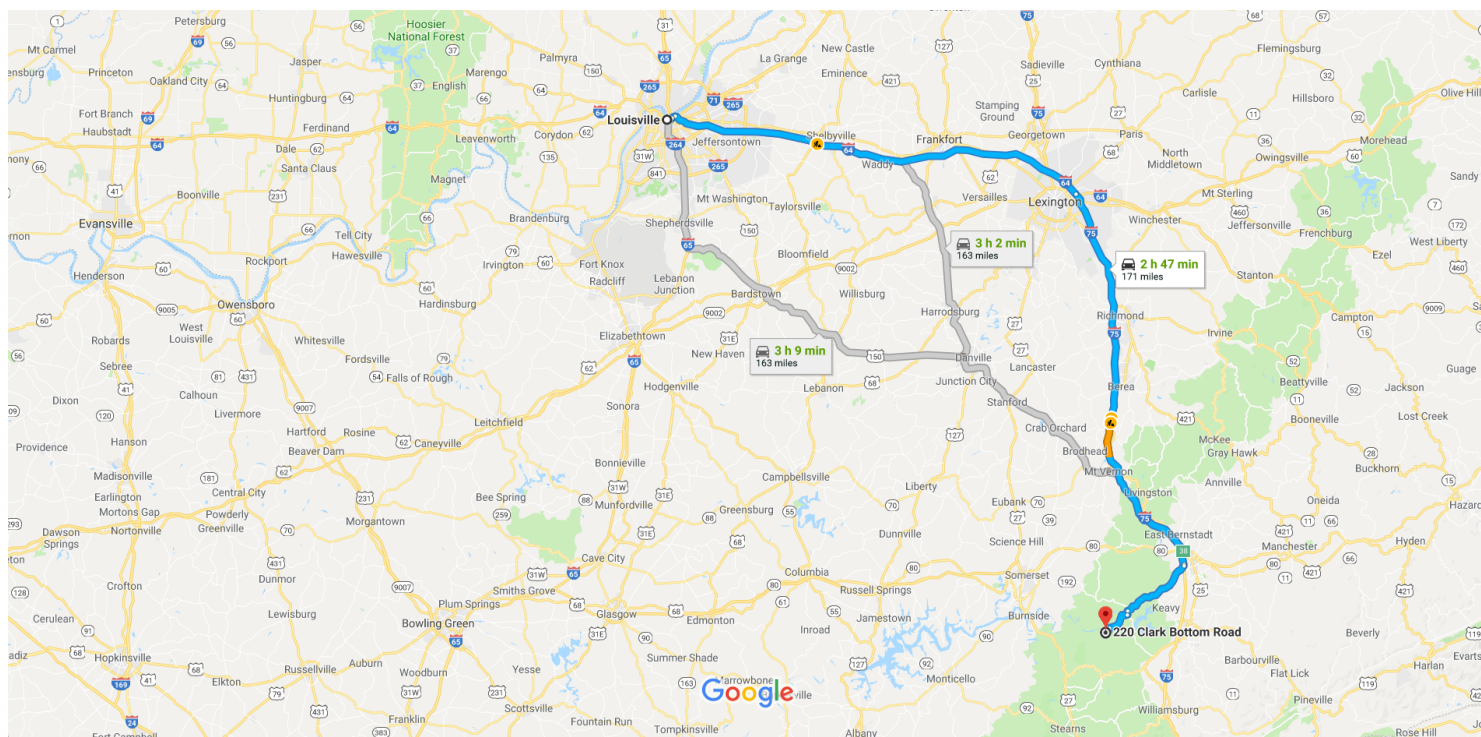 Petersburg
Hoosier
National Forest
New Castle
Flemingsburg
Mt Carmel
Jasper
Palmyra
La Grange
Sadieville
Cynthiana
Princeton
Oakland City
English
Marengo
Eminence
Carlisle
Hillsboro
Huntingburg
Stamping
Ground
Olive Hill
Fort Branch
Louisville
Haubstadt
Ferdinand
Corydon
Shelbyville
Frankfort
Georgetown
Paris
Morehead
Dale
Leavenworth
Jeffersontown
Owingsville
Santa Claus
Waddy
North
Middletown
Magnet
Mt Washington
Taylorsville
Versailles
Lexington
Mt Sterling
Sandy
Boonville
Brandenburg
Winchester
Jeffersonville
Evansville
Tell City
Shepherdsville
Frenchburg
Rockport
Hawesville
3 h 2 min
163 miles
West Liberty
Henderson
Irvington
Fort Knox
Radcliff
Lebanon
Junction
Bloomfield
2 h 47 min
171 miles
Ezel
Stanton
Owensboro
Hardinsburg
Bardstown
Willisburg
Campton
West
Louisville
Whitesville
Elizabethtown
Harrodsburg
Richmond
Irvine
Robards
Sebree
Fordsville
Falls of Rough
New Haven
3 h 9 min
163 miles
Danville
Lancaster
Guage
Beattyville
Dixon
Calhoun
Livermore
Hodgenville
Lebanon
Junction City
Berea
Jackson
Booneville
Lost Creek
Sonora
Stanford
Leitchfield
Crab Orchard
McKee
Gray Hawk
Providence
Hanson
Hartford
Rosine
Caneyville
Brodhead
Buckhorn
Madisonville
Beaver Dam
Bonnieville
Campbellsville
Mt Vernon
Annville
Earlington
Mortons Gap
Central City
Bee Spring
Munfordville
Liberty
Eubank
Livingston
Oneida
Nortonville
Powderly
Greenville
Morgantown
Greensburg
Dunnville
Hazard
Dawson
Springs
Science Hill
East Bernstadt
Manchester
Hyden
Cave City
Crofton
Dunmor
Columbia
Somerset
Plum Springs
Smiths Grove
Russell Springs
Cerulean
Lewisburg
Bowling Green
Glasgow
Edmonton
Inroad
Jamestown
Burnside
Keavy
220 Clark Bottom Road
Beverly
Hopkinsville
Russellville
Auburn
Woodburn
Yesse
Summer Shade
Barbourville
Flat Lick
Evarts
Harlan
Elkton
Marrowbone
Google
Monticello
Pineville
Franklin
Scottsville
Williamsburg
Fountain Run
Tompkinsville
Albany
Stearns
Rose Hill
Fort Campbell